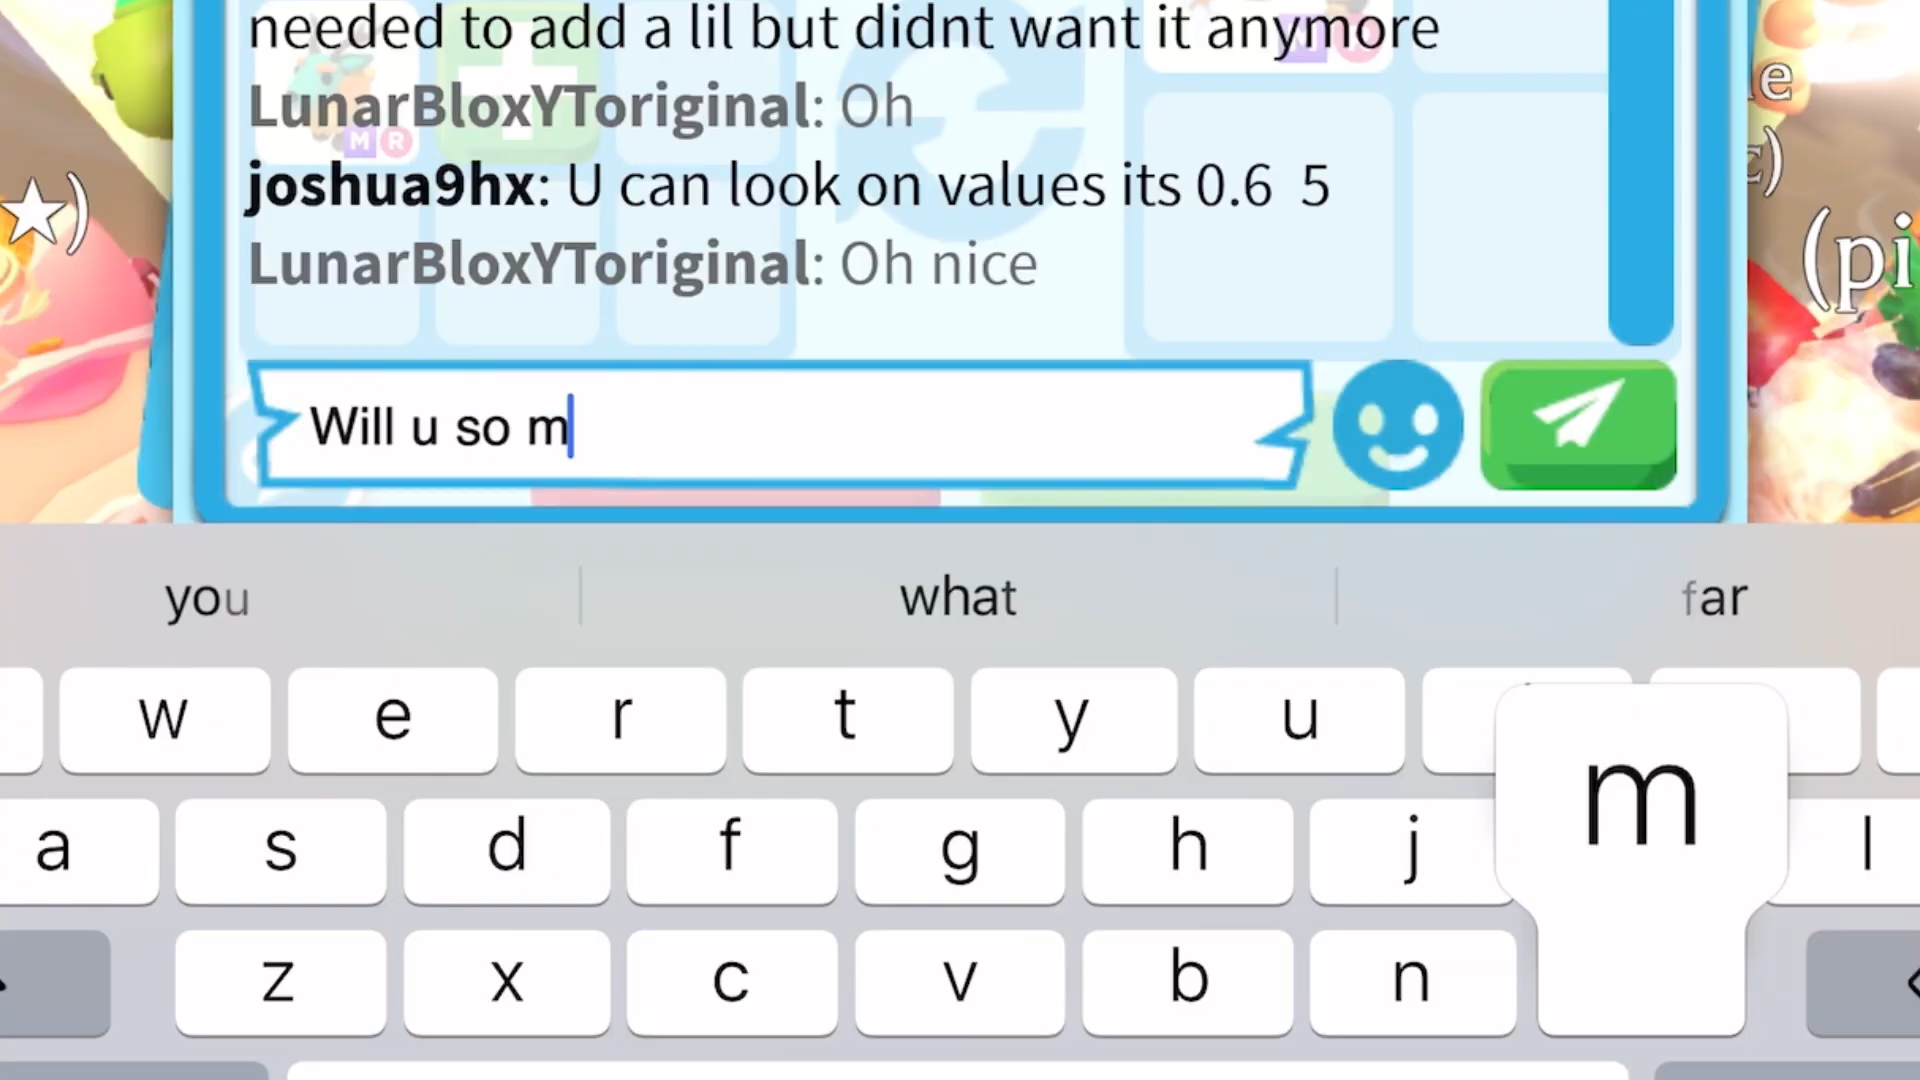 needed to add a lil but didnt want it anymore
LunarBloxYToriginal: Oh
M R
joshua9hx: U can look on values its 0.6 5
LunarBloxYToriginal: Oh nice
★)
(pi
Will u so m
you what far
w e r t y u
m
a s d f g h j l
z x c v b n